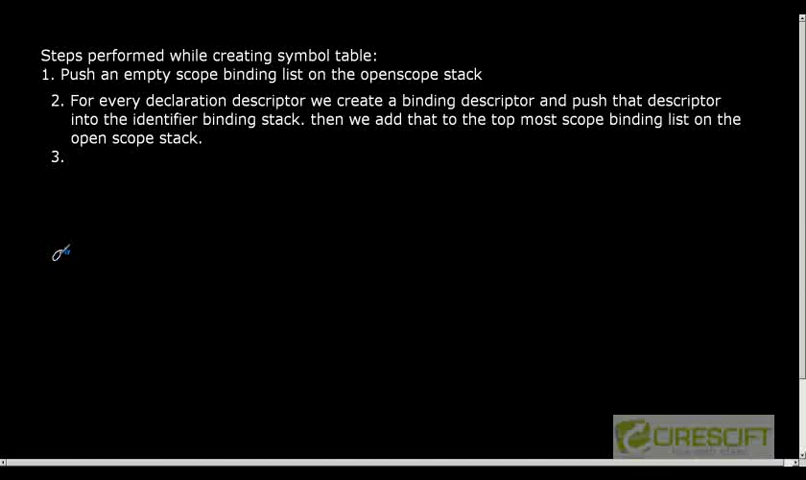 Steps performed while creating symbol table:
1. Push an empty scope binding list on the openscope stack
2. For every declaration descriptor we create a binding descriptor and push that descriptor
into the identifier binding stack. then we add that to the top most scope binding list on the
open scope stack.
3.
CIRESCIFT